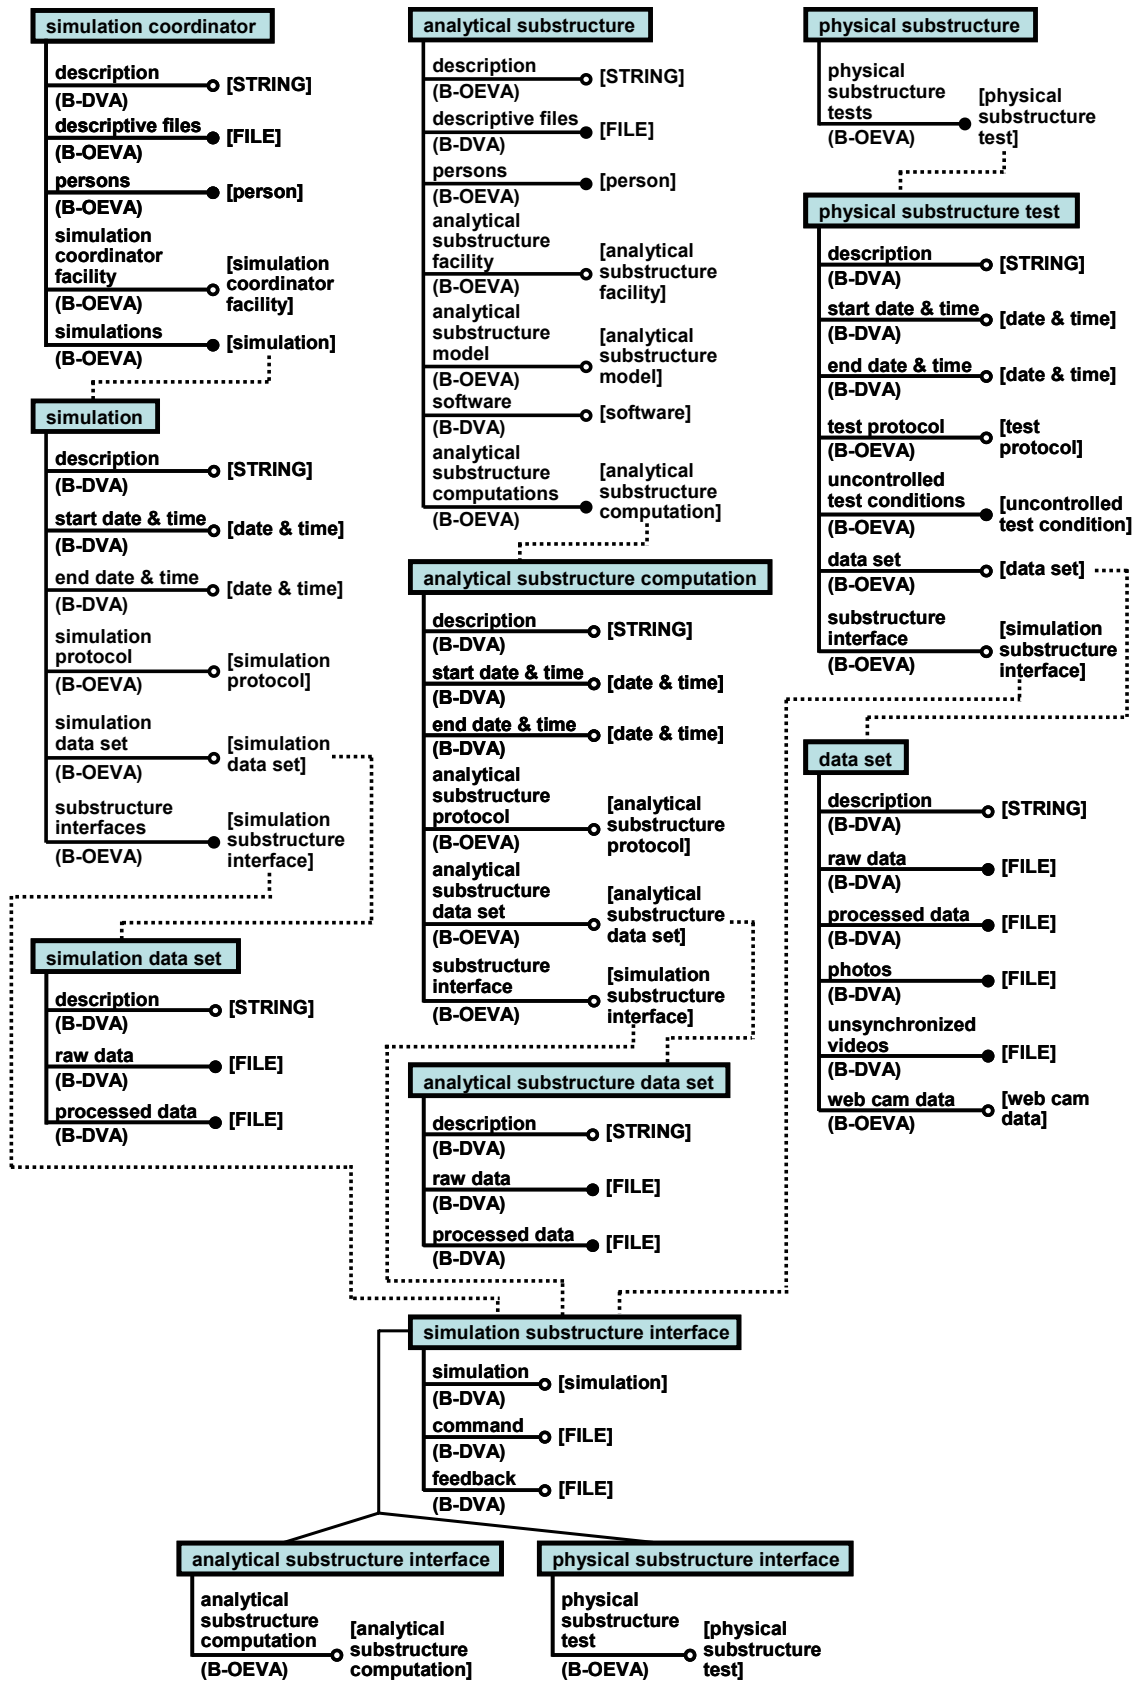 simulation coordinator
description
(B-DVA)
[STRING]
descriptive files
(B-OEVA)
[FILE]
persons
(B-OEVA)
[person]
simulation
coordinator
facility
(B-OEVA)
[simulation
coordinator
facility]
simulations
(B-OEVA)
[simulation]
simulation
description
(B-DVA)
[STRING]
start date & time
(B-DVA)
[date & time]
end date & time
(B-DVA)
[date & time]
simulation
protocol
(B-OEVA)
[simulation
protocol]
simulation
data set
(B-OEVA)
[simulation
data set]
substructure
interfaces
(B-OEVA)
[simulation
substructure
interface]
simulation data set
description
(B-DVA)
[STRING]
raw data
(B-DVA)
[FILE]
processed data
(B-DVA)
[FILE]
analytical substructure
description
(B-OEVA)
[STRING]
descriptive files
(B-DVA)
[FILE]
persons
(B-OEVA)
[person]
analytical
substructure
facility
(B-OEVA)
[analytical
substructure
facility]
analytical
substructure
model
(B-OEVA)
[analytical
substructure
model]
software
(B-DVA)
[software]
analytical
substructure
computations
(B-OEVA)
[analytical
substructure
computation]
analytical substructure computation
description
(B-DVA)
[STRING]
start date & time
(B-DVA)
[date & time]
end date & time
(B-DVA)
[date & time]
analytical
substructure
protocol
(B-OEVA)
[analytical
substructure
protocol]
analytical
substructure
data set
(B-OEVA)
[analytical
substructure
data set]
substructure
interface
(B-OEVA)
[simulation
substructure
interface]
analytical substructure data set
description
(B-DVA)
[STRING]
raw data
(B-DVA)
[FILE]
processed data
(B-DVA)
[FILE]
physical substructure
physical
substructure
tests
(B-OEVA)
[physical
substructure
test]
physical substructure test
description
(B-DVA)
[STRING]
start date & time
(B-DVA)
[date & time]
end date & time
(B-DVA)
[date & time]
test protocol
(B-OEVA)
[test
protocol]
uncontrolled
test conditions
(B-OEVA)
[uncontrolled
test condition]
data set
(B-OEVA)
[data set]
substructure
interface
(B-OEVA)
[simulation
substructure
interface]
data set
description
(B-DVA)
[STRING]
raw data
(B-DVA)
[FILE]
processed data
(B-DVA)
[FILE]
photos
(B-DVA)
[FILE]
unsynchronized
videos
(B-DVA)
[FILE]
web cam data
(B-OEVA)
[web cam
data]
simulation substructure interface
simulation
(B-DVA)
[simulation]
command
(B-DVA)
[FILE]
feedback
(B-DVA)
[FILE]
analytical substructure interface
analytical
substructure
computation
(B-OEVA)
[analytical
substructure
computation]
physical substructure interface
physical
substructure
test
(B-OEVA)
[physical
substructure
test]